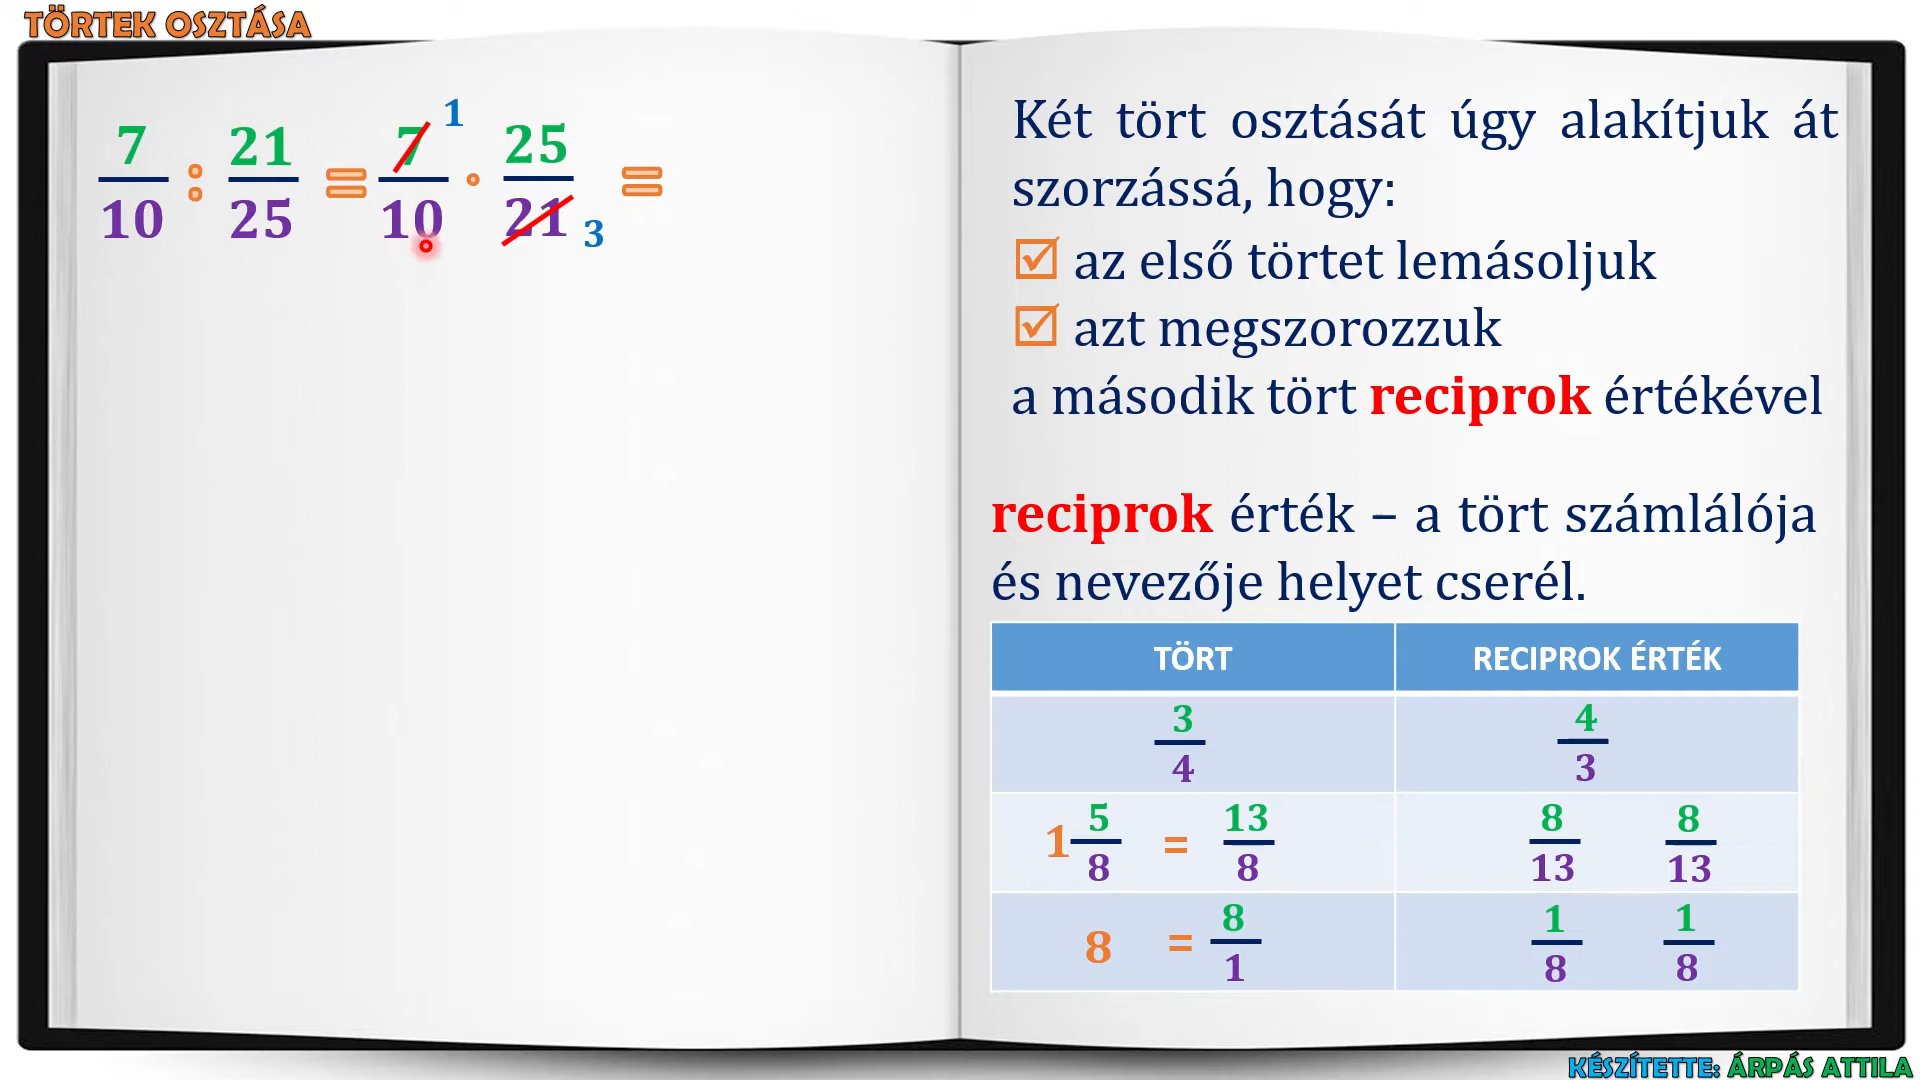 TÖRTEK OSZTÁSA
7/10 : 21/25 = 7/10 · 25/21 =
1
3
Két tört osztását úgy alakítjuk át
szorzássá, hogy:
☑ az első törtet lemásoljuk
☑ azt megszorozzuk
a második tört reciprok értékével
reciprok érték – a tört számlálója
és nevezője helyet cserél.
TÖRT RECIPROK ÉRTÉK
3/4 4/3
1 5/8 = 13/8 8/13 8/13
8 = 8/1 1/8 1/8
KÉSZÍTETTE: ÁRPÁS ATTILA